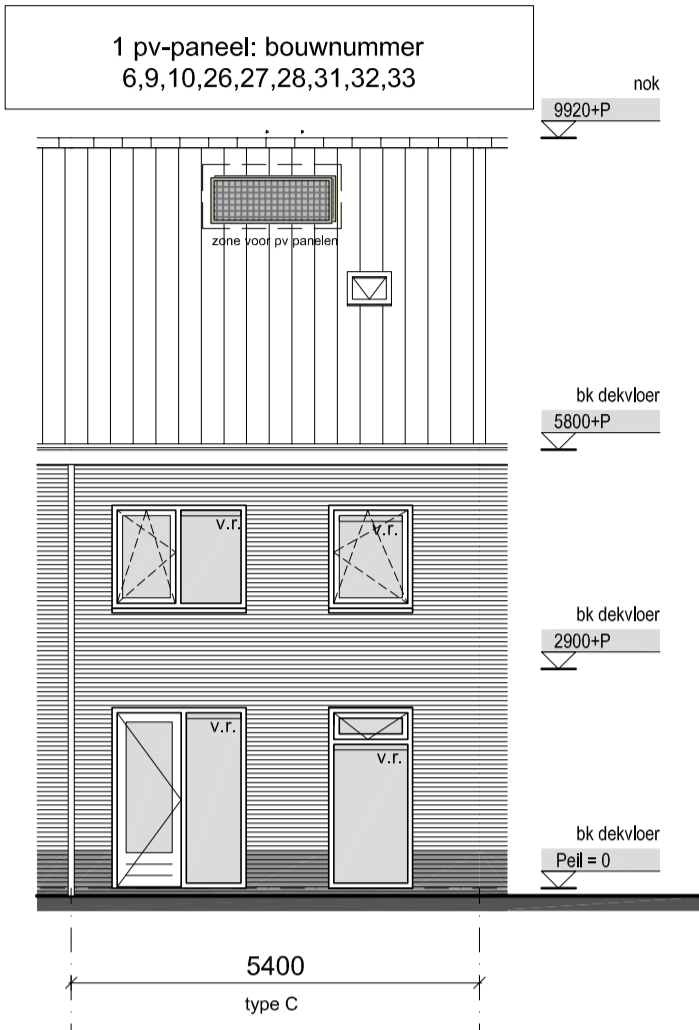 1 pv-paneel: bouwnummer
6,9,10,26,27,28,31,32,33
nok
9920+P
zone voor pv panelen
bk dekvloer
5800+P
v.r.
v.r.
bk dekvloer
2900+P
v.r.
v.r.
bk dekvloer
Peil = 0
5400
type C